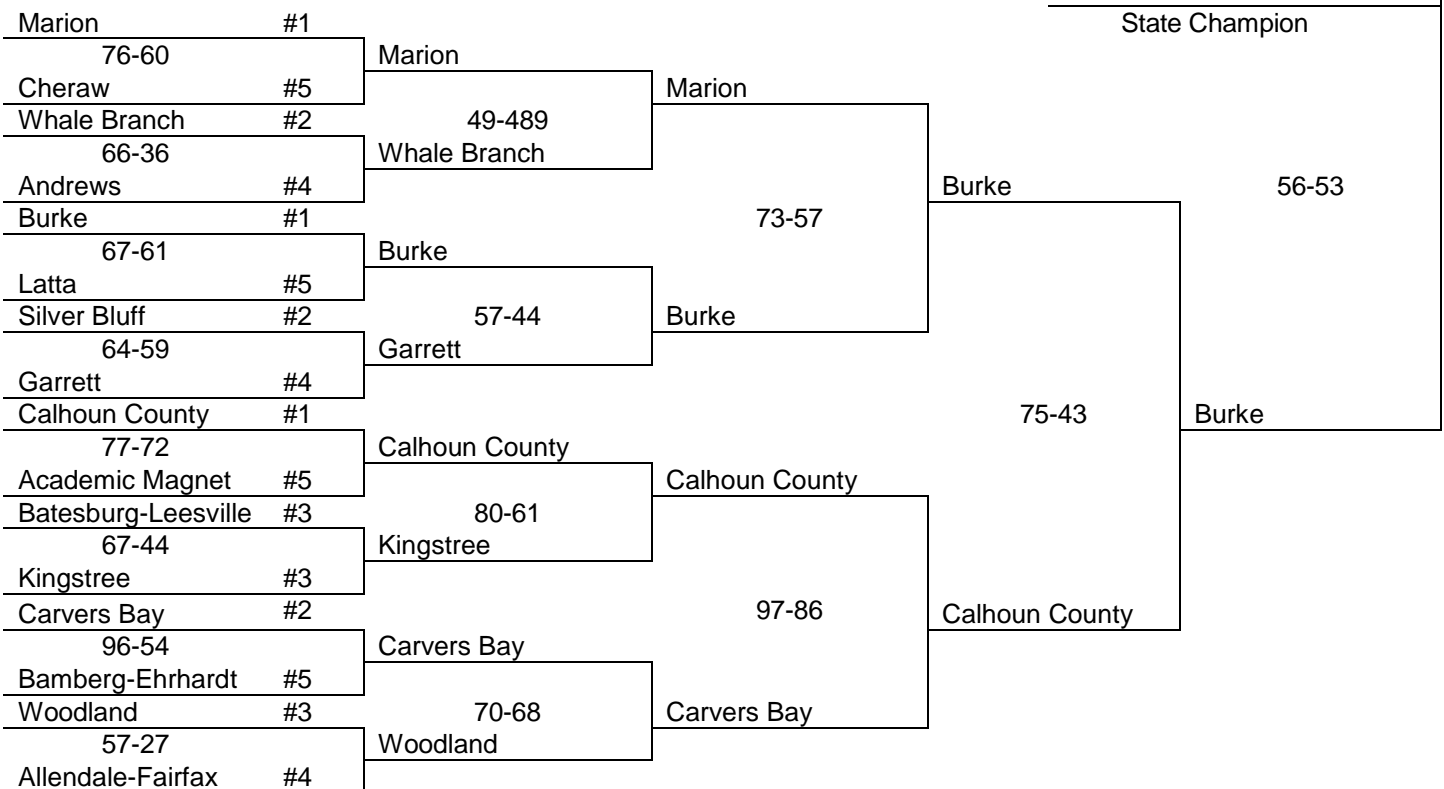 Marion #1 State Champion
76-60 Marion
Cheraw #5 Marion
Whale Branch #2 49-489
66-36 Whale Branch
Andrews #4 Burke 56-53
Burke #1 73-57
67-61 Burke
Latta #5
Silver Bluff #2 57-44 Burke
64-59 Garrett
Garrett #4
Calhoun County #1 75-43 Burke
77-72 Calhoun County
Academic Magnet #5 Calhoun County
Batesburg-Leesville #3 80-61
67-44 Kingstree
Kingstree #3
Carvers Bay #2 97-86 Calhoun County
96-54 Carvers Bay
Bamberg-Ehrhardt #5
Woodland #3 70-68 Carvers Bay
57-27 Woodland
Allendale-Fairfax #4